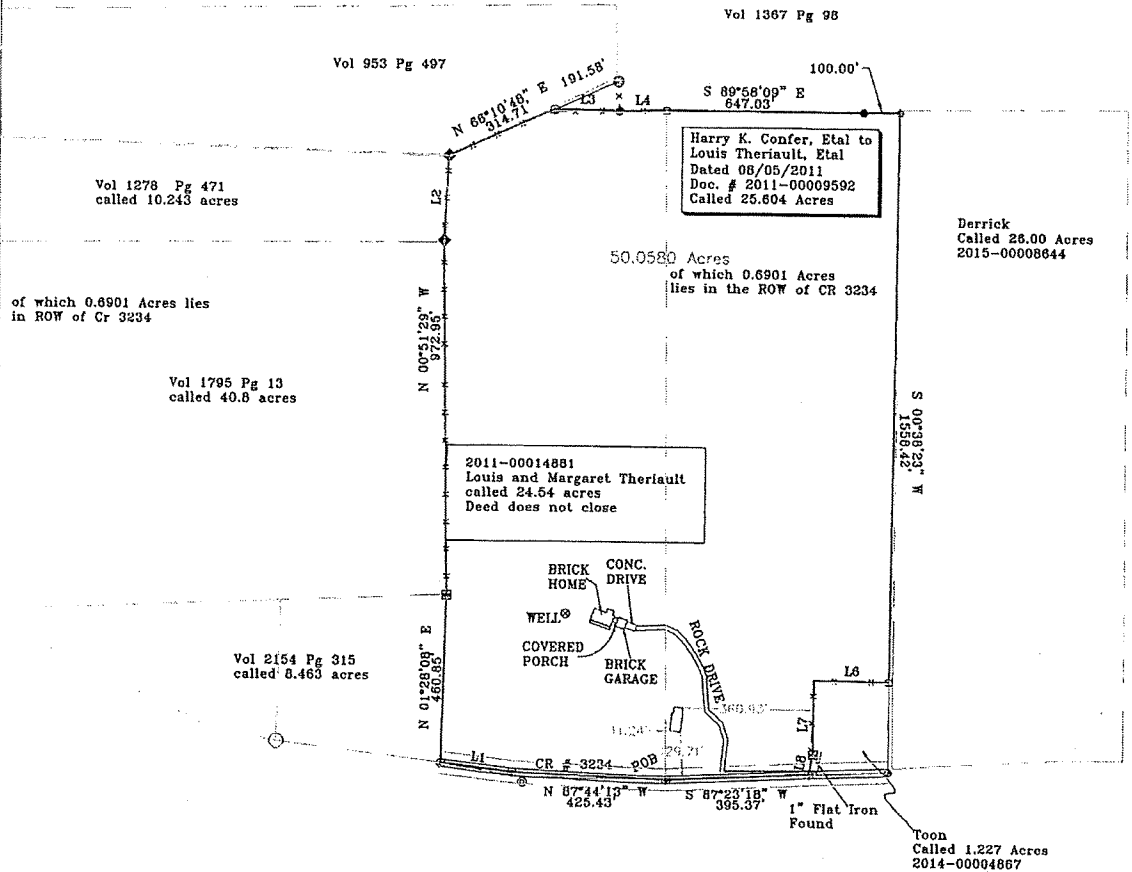 Vol 1367 Pg 98
Vol 953 Pg 497
N 68°10'48" E 191.58'
314.71'
L3
L4
S 89°58'09" E
647.03'
100.00'
Harry K. Confer, Etal to
Louis Theriault, Etal
Dated 08/05/2011
Doc. # 2011-00009592
Called 25.604 Acres
Vol 1278 Pg 471
called 10.243 acres
L2
Derrick
Called 26.00 Acres
2015-00008644
50.0580 Acres
of which 0.6901 Acres
lies in the ROW of CR 3234
of which 0.6901 Acres lies
in ROW of Cr 3234
N 00°51'29" W
972.95'
Vol 1795 Pg 13
called 40.8 acres
S 00°38'23" W
1558.42'
2011-00014881
Louis and Margaret Theriault
called 24.54 acres
Deed does not close
BRICK
HOME
CONC.
DRIVE
WELL
COVERED
PORCH
BRICK
GARAGE
ROCK DRIVE
Vol 2154 Pg 315
called 8.463 acres
N 01°28'08" E
460.85'
L6
L7
L8
L1
CR # 3234
POB
N 87°44'13" W
425.43'
S 87°23'18" W
395.37'
1" Flat Iron
Found
Toon
Called 1.227 Acres
2014-00004867